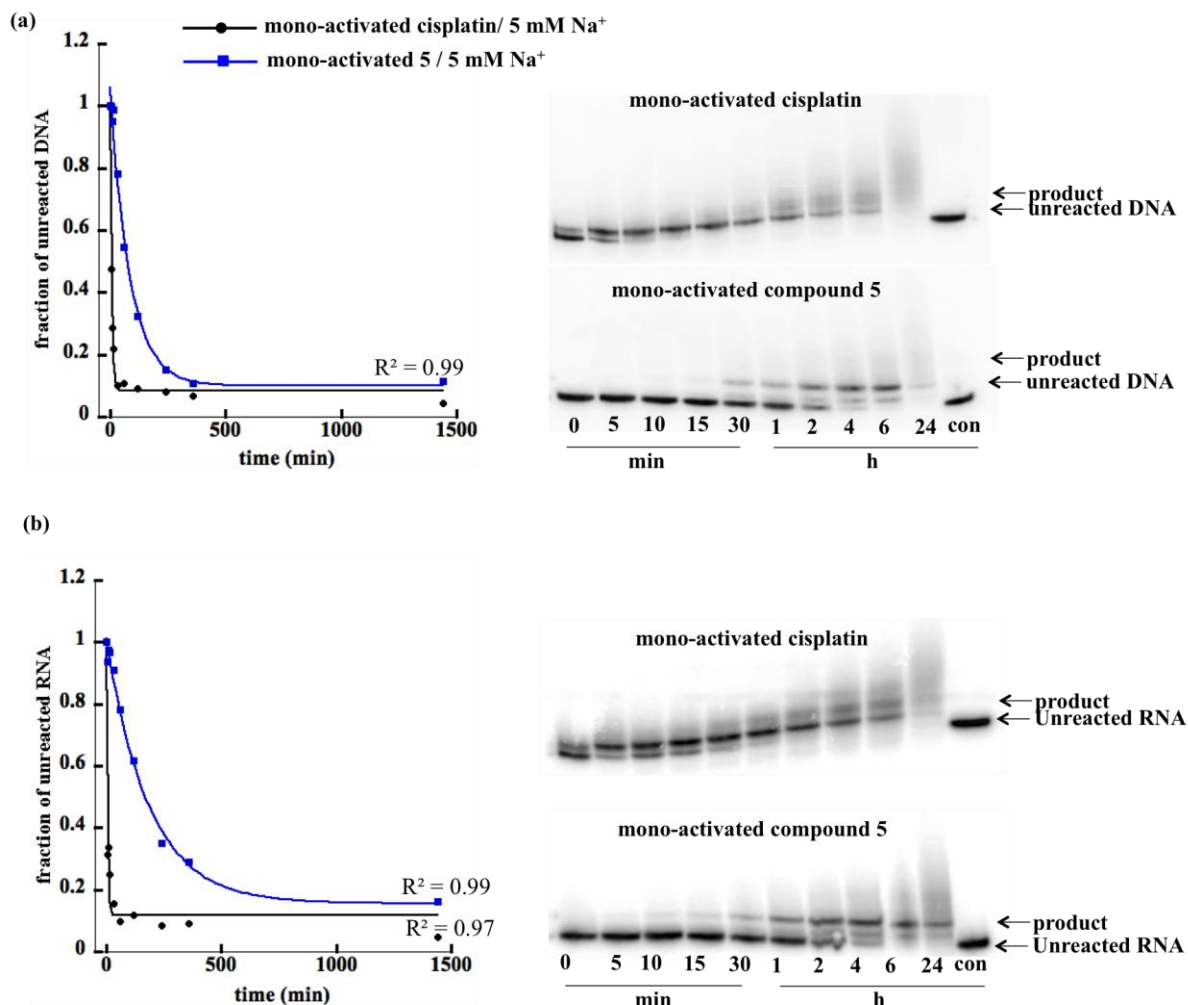 (a)
mono-activated cisplatin/ 5 mM Na⁺
mono-activated 5 / 5 mM Na⁺
1.2
1
0.8
0.6
0.4
0.2
0
fraction of unreacted DNA
R² = 0.99
0 500 1000 1500
time (min)
mono-activated cisplatin
product
unreacted DNA
mono-activated compound 5
product
unreacted DNA
0 5 10 15 30 1 2 4 6 24 con
min h
(b)
1.2
1
0.8
0.6
0.4
0.2
0
fraction of unreacted RNA
R² = 0.99
R² = 0.97
0 500 1000 1500
time (min)
mono-activated cisplatin
product
Unreacted RNA
mono-activated compound 5
product
Unreacted RNA
0 5 10 15 30 1 2 4 6 24 con
min h